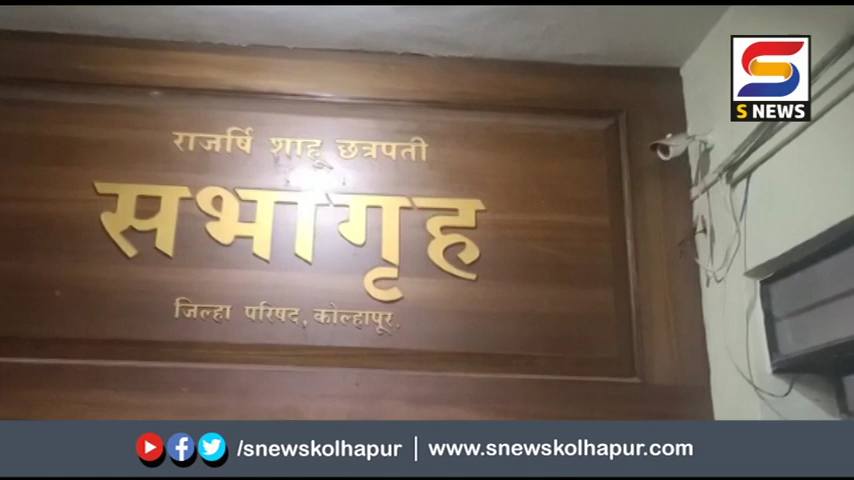 S NEWS
राजर्षि शाहू छत्रपती
सभागृह
जिल्हा परिषद, कोल्हापूर.
/snewskolhapur | www.snewskolhapur.com